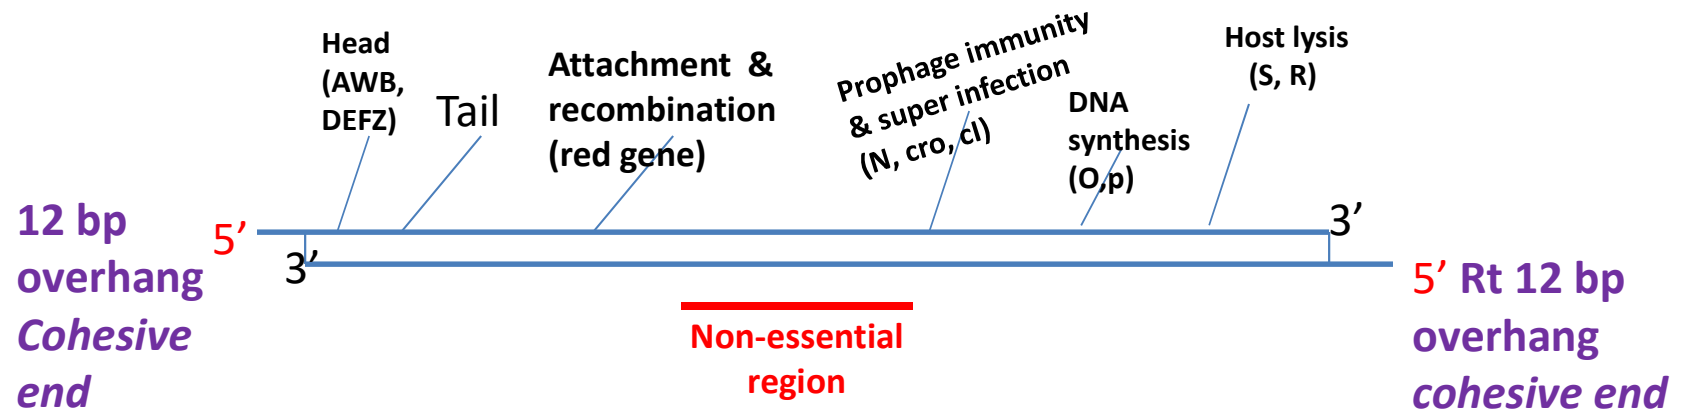 Head
(AWB,
DEFZ)
Tail
Attachment &
recombination
(red gene)
Prophage immunity
& super infection
(N, cro, cl)
DNA
synthesis
(O,p)
Host lysis
(S, R)
12 bp
overhang
Cohesive
end
5’
3’
3’
5’ Rt 12 bp
overhang
cohesive end
Non-essential
region